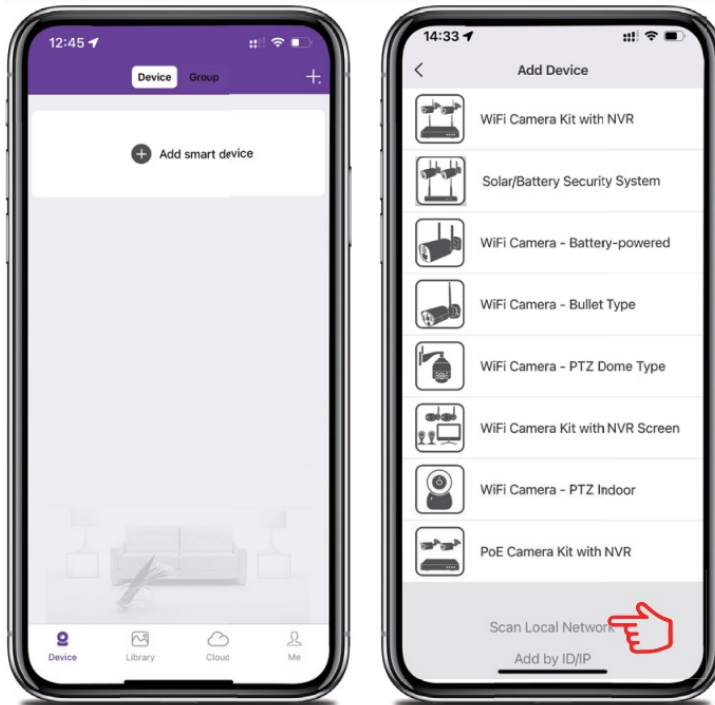 12:45
Device Group
+
Add smart device
Device Library Cloud Me
14:33
Add Device
WiFi Camera Kit with NVR
Solar/Battery Security System
WiFi Camera - Battery-powered
WiFi Camera - Bullet Type
WiFi Camera - PTZ Dome Type
WiFi Camera Kit with NVR Screen
WiFi Camera - PTZ Indoor
PoE Camera Kit with NVR
Scan Local Network
Add by ID/IP